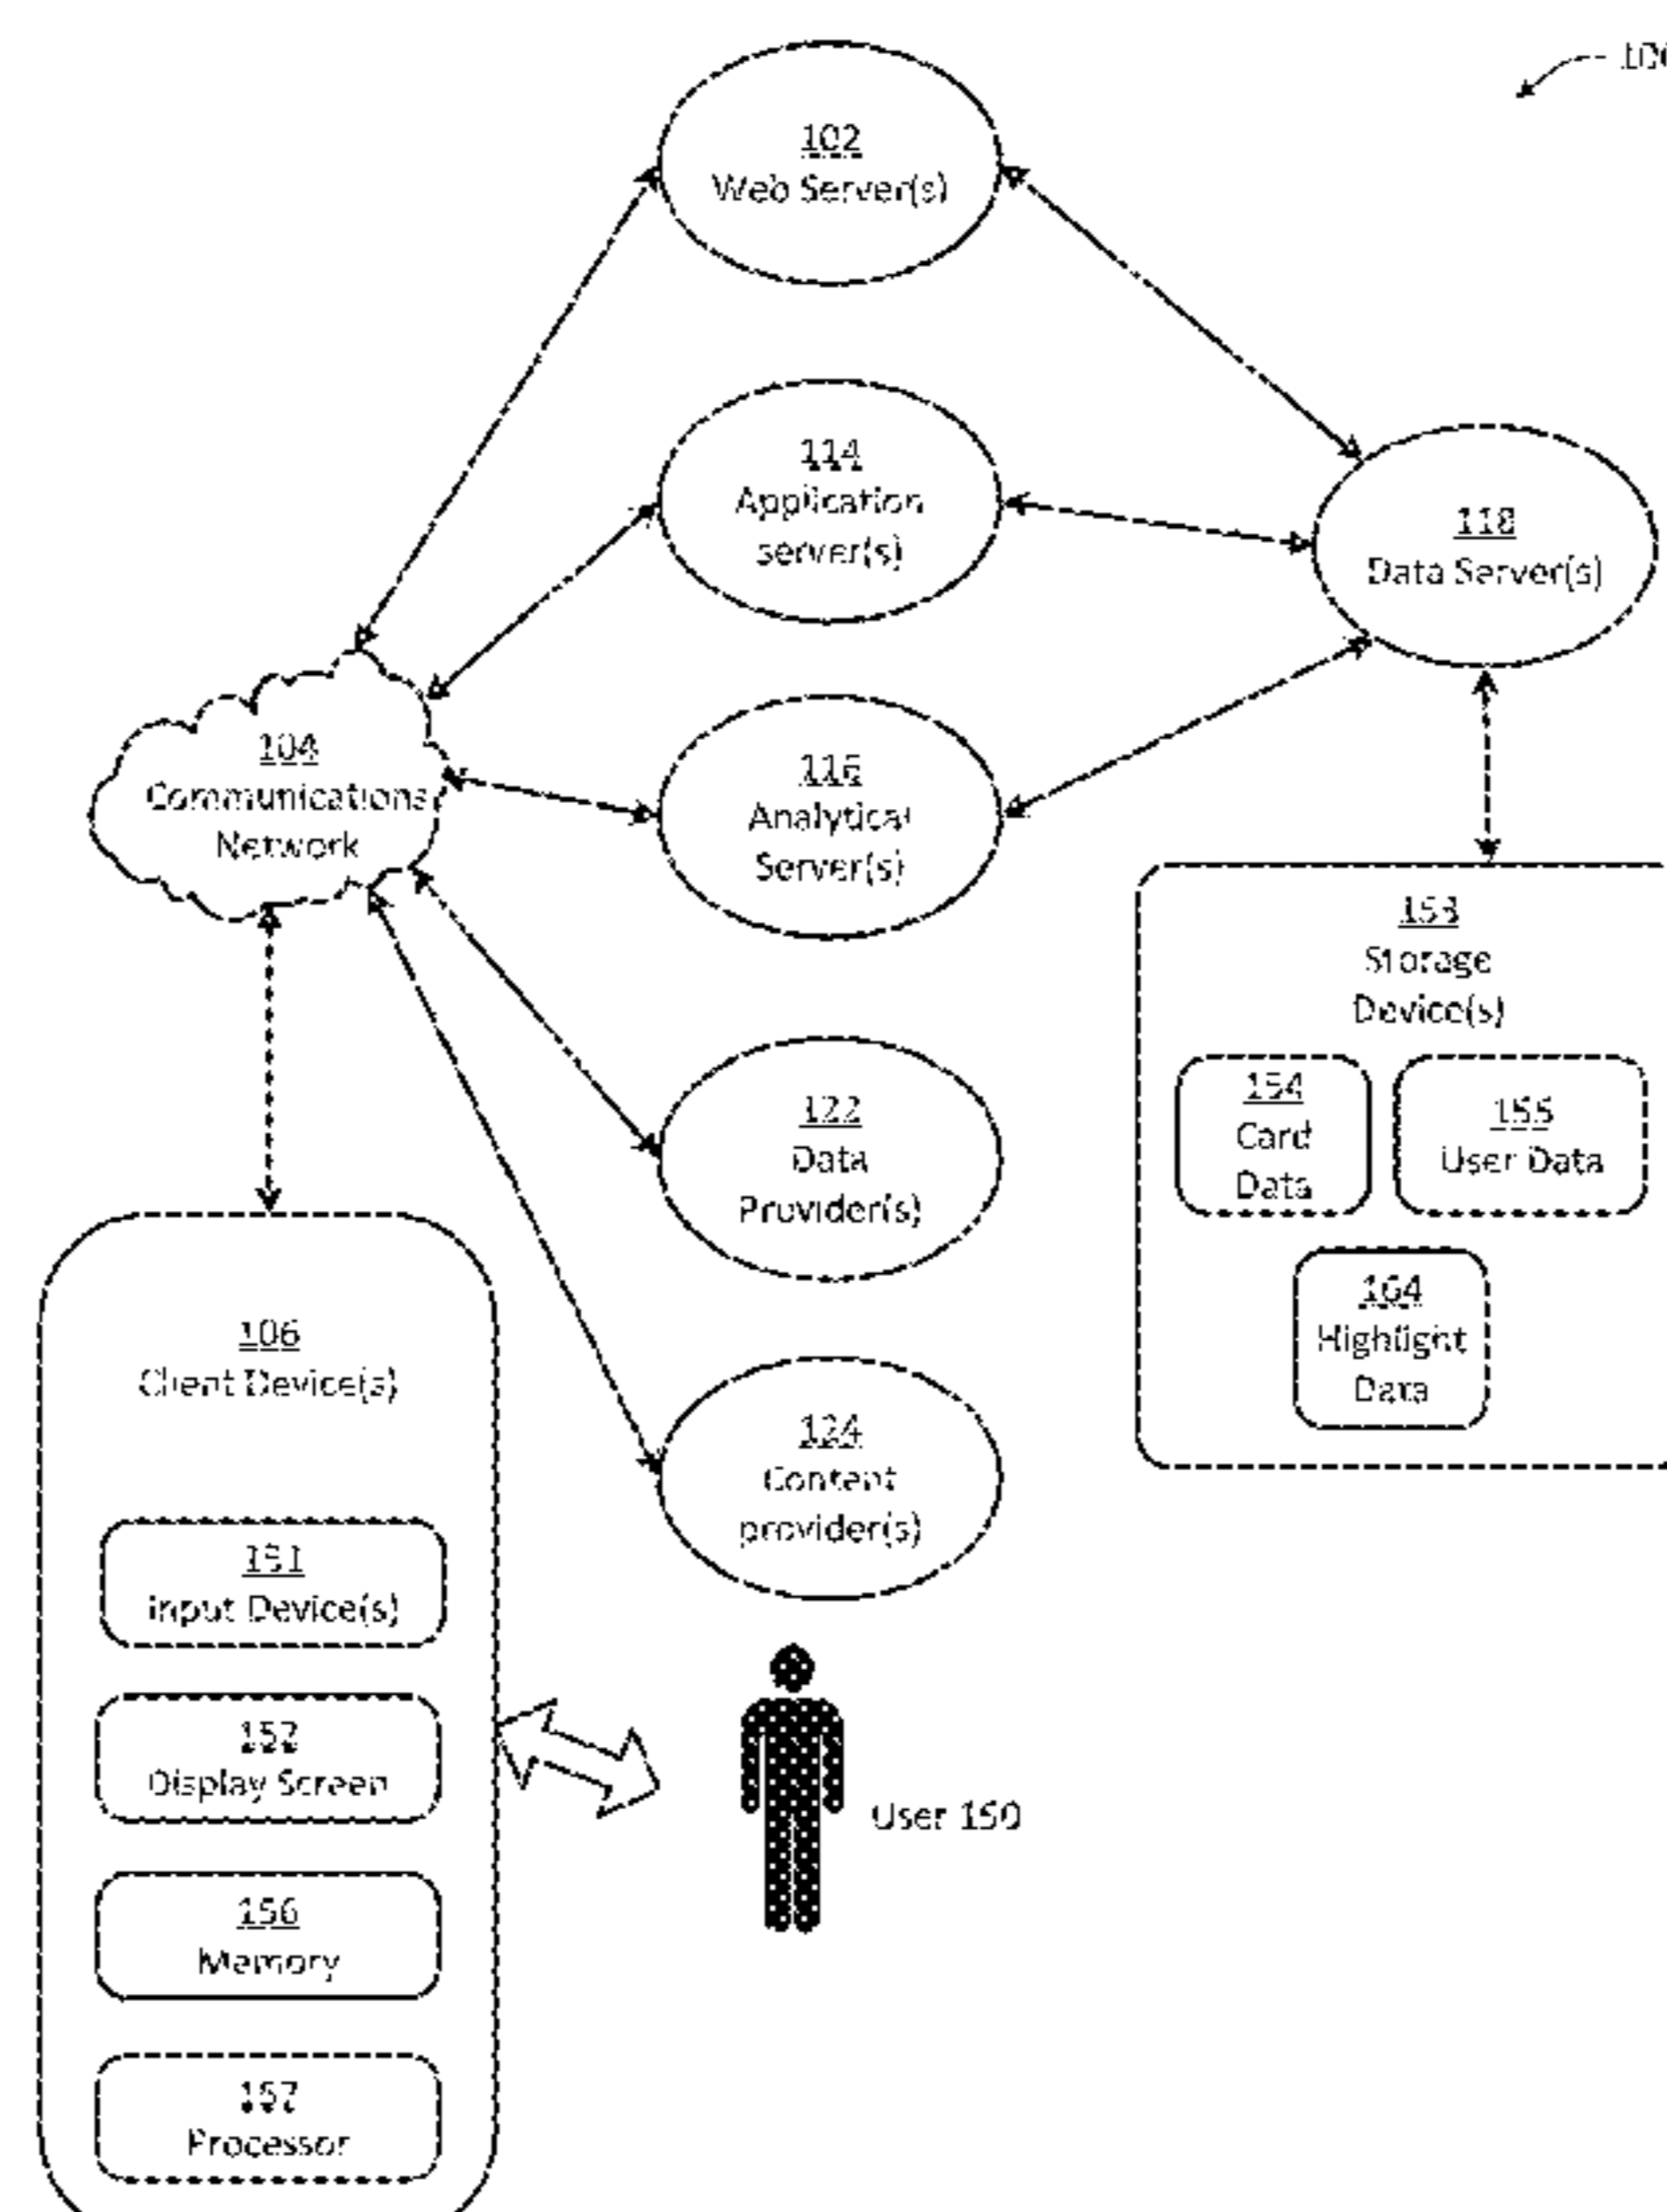 100
102
Web Server(s)
114
Application
server(s)
118
Data Server(s)
104
Communications
Network
116
Analytical
Server(s)
153
Storage
Device(s)
154
Card
Data
155
User Data
164
Highlight
Data
122
Data
Provider(s)
106
Client Device(s)
124
Content
provider(s)
151
Input Device(s)
152
Display Screen
User 150
156
Memory
157
Processor